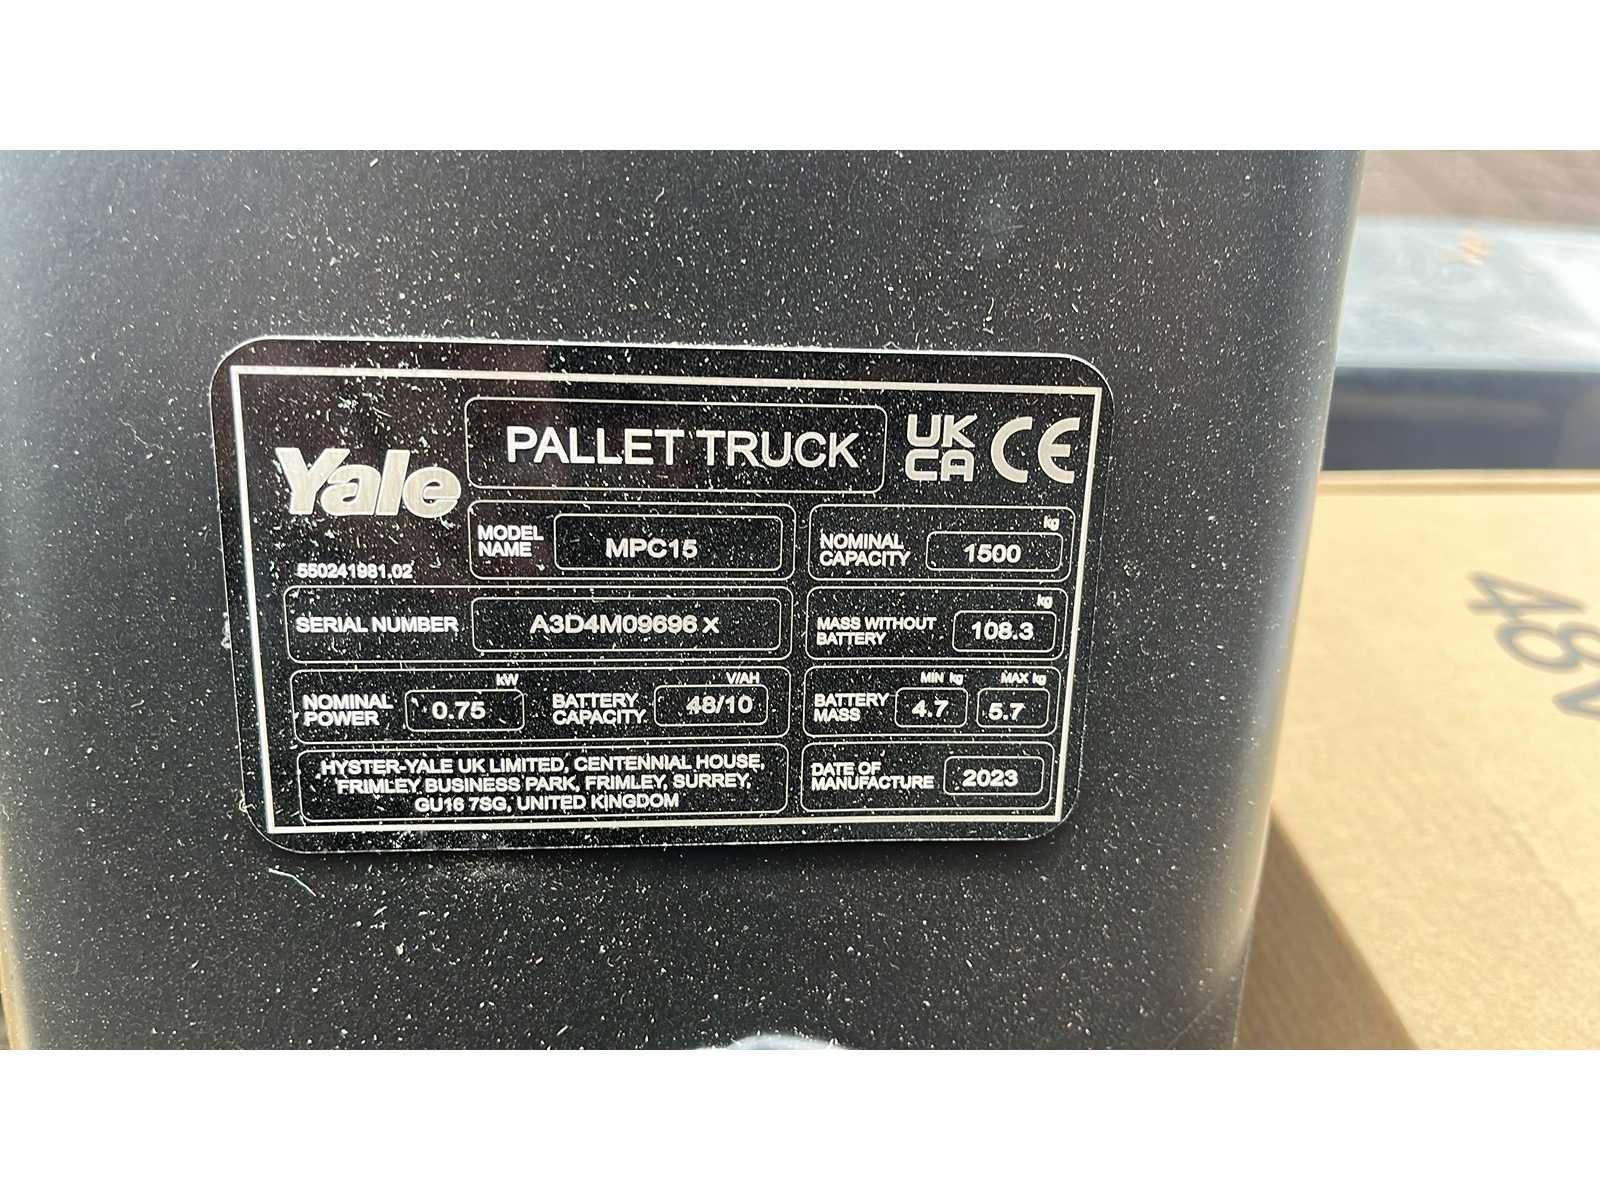 PALLET TRUCK
UK
CA
CE
Yale
550241981.02
MODEL
NAME
MPC15
kg
NOMINAL
CAPACITY
1500
SERIAL NUMBER
A3D4M09696 X
kg
MASS WITHOUT
BATTERY
108.3
kW
NOMINAL
POWER
0.75
V/AH
BATTERY
CAPACITY
48/10
MIN kg
MAX kg
BATTERY
MASS
4.7
5.7
HYSTER-YALE UK LIMITED, CENTENNIAL HOUSE,
FRIMLEY BUSINESS PARK, FRIMLEY, SURREY,
GU16 7SG, UNITED KINGDOM
DATE OF
MANUFACTURE
2023
48V